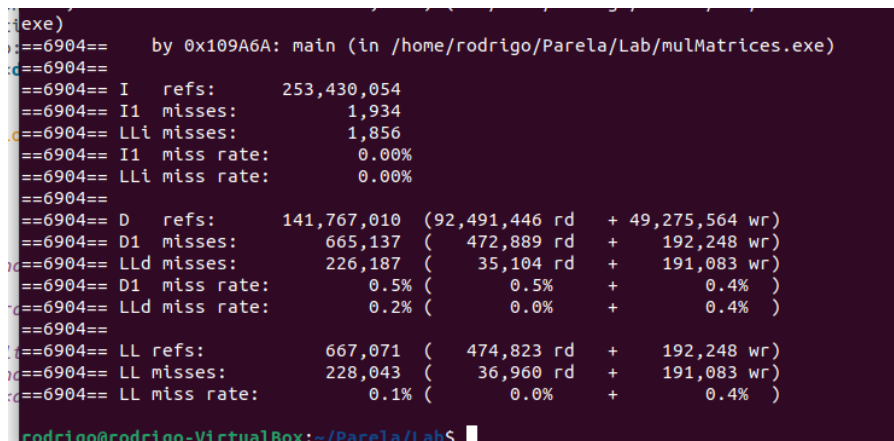 exe)
==6904==    by 0x109A6A: main (in /home/rodrigo/Parela/Lab/mulMatrices.exe)
==6904==
==6904== I   refs:      253,430,054
==6904== I1  misses:          1,934
==6904== LLi misses:          1,856
==6904== I1  miss rate:        0.00%
==6904== LLi miss rate:        0.00%
==6904==
==6904== D   refs:      141,767,010  (92,491,446 rd   + 49,275,564 wr)
==6904== D1  misses:        665,137  (   472,889 rd   +    192,248 wr)
==6904== LLd misses:        226,187  (    35,104 rd   +    191,083 wr)
==6904== D1  miss rate:         0.5% (       0.5%     +        0.4%  )
==6904== LLd miss rate:         0.2% (       0.0%     +        0.4%  )
==6904==
==6904== LL refs:           667,071  (   474,823 rd   +    192,248 wr)
==6904== LL misses:         228,043  (    36,960 rd   +    191,083 wr)
==6904== LL miss rate:          0.1% (       0.0%     +        0.4%  )
rodrigo@rodrigo-VirtualBox:~/Parela/Lab$